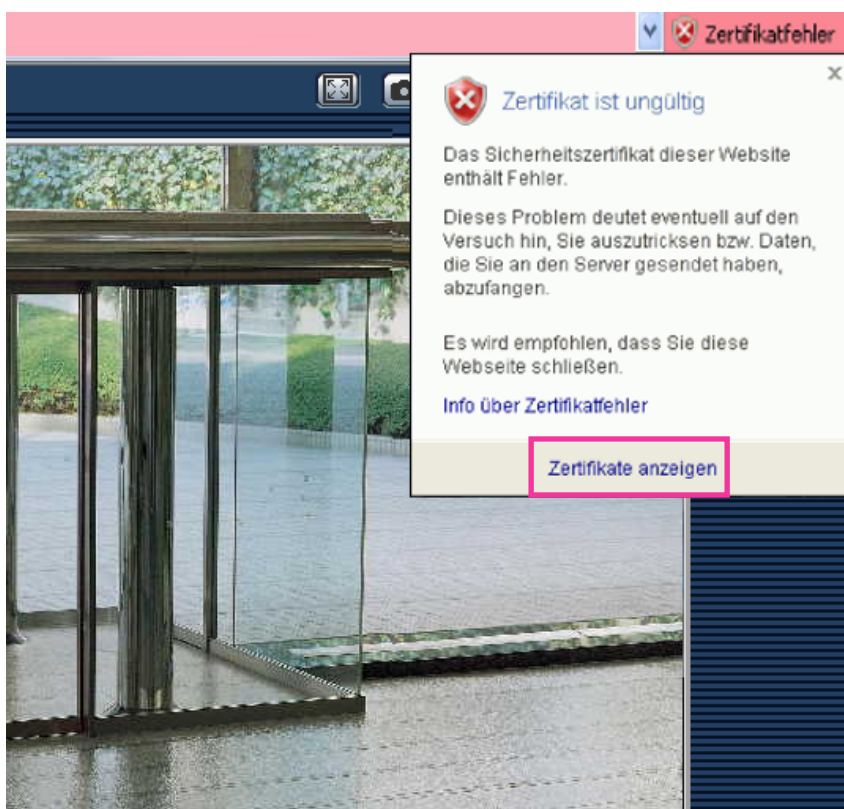 Zertifikatfehler
Zertifikat ist ungültig
Das Sicherheitszertifikat dieser Website
enthält Fehler.
Dieses Problem deutet eventuell auf den
Versuch hin, Sie auszutricksen bzw. Daten,
die Sie an den Server gesendet haben,
abzufangen.
Es wird empfohlen, dass Sie diese
Webseite schließen.
Info über Zertifikatfehler
Zertifikate anzeigen